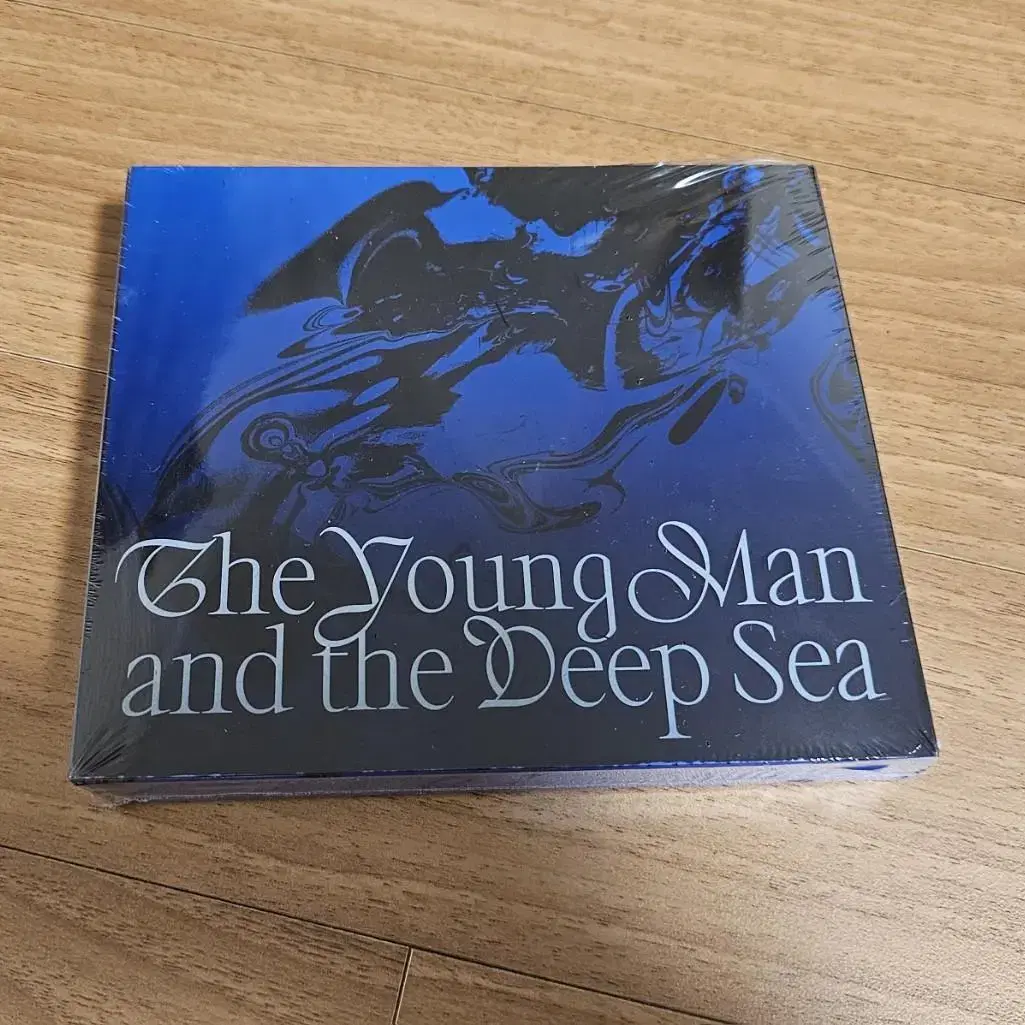 The Young Man
and the Deep Sea